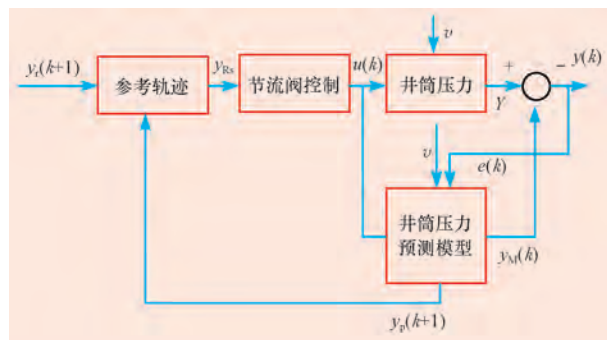 υ
y_r(k+1)
参考轨迹
y_Rs
节流阀控制
u(k)
井筒压力
+
Y
−
y(k)
υ
e(k)
井筒压力
预测模型
y_M(k)
y_p(k+1)